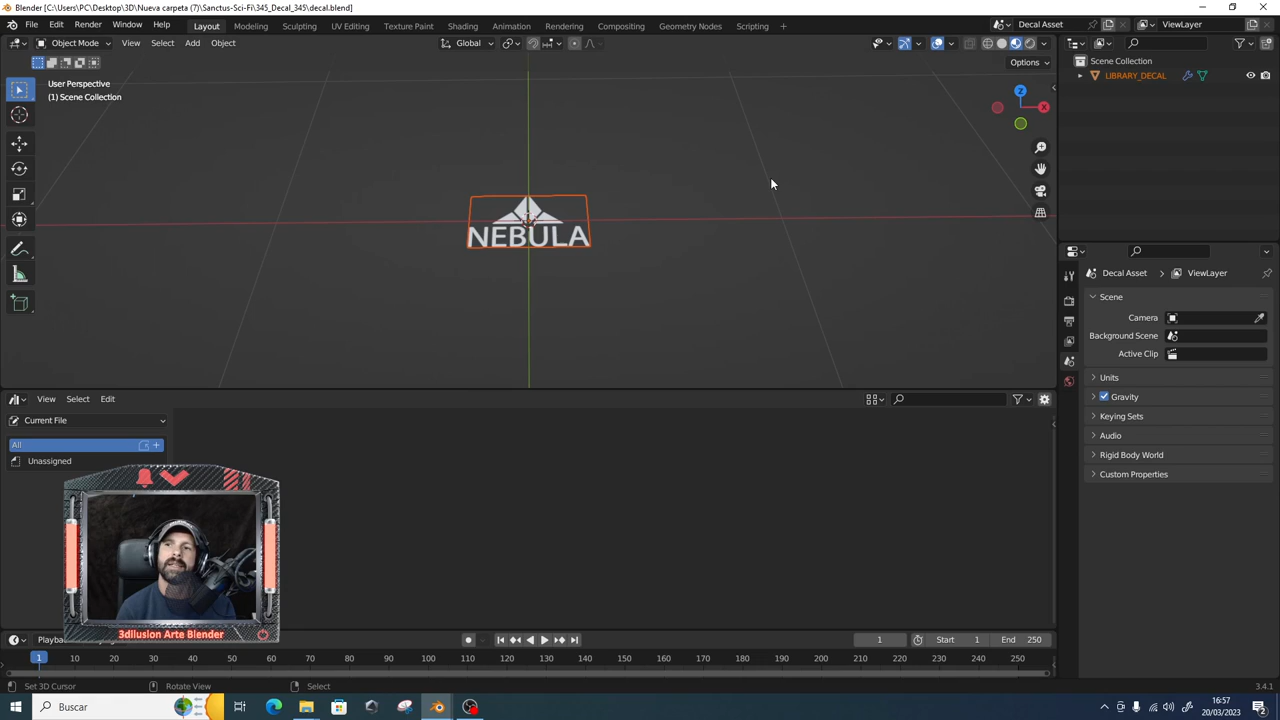 Blender [C:\Users\PC\Desktop\3D\Nueva carpeta (7)\Sanctus-Sci-Fi\345_Decal_345\decal.blend]
File Edit Render Window Help Layout Modeling Sculpting UV Editing Texture Paint Shading Animation Rendering Compositing Geometry Nodes Scripting + Decal Asset ViewLayer
Object Mode View Select Add Object Global
Options
User Perspective
(1) Scene Collection
Scene Collection
LIBRARY_DECAL
Z
X
NEBULA
Decal Asset > ViewLayer
Scene
Camera
Background Scene
Active Clip
Units
Gravity
Keying Sets
Audio
Rigid Body World
Custom Properties
View Select Edit
Current File
All
Unassigned
3dilusion Arte Blender
Playback
1 Start 1 End 250
1 10 20 30 40 50 60 70 80 90 100 110 120 130 140 150 160 170 180 190 200 210 220 230 240 250
Set 3D Cursor Rotate View Select 3.4.1
Buscar
16:57
20/03/2023
2